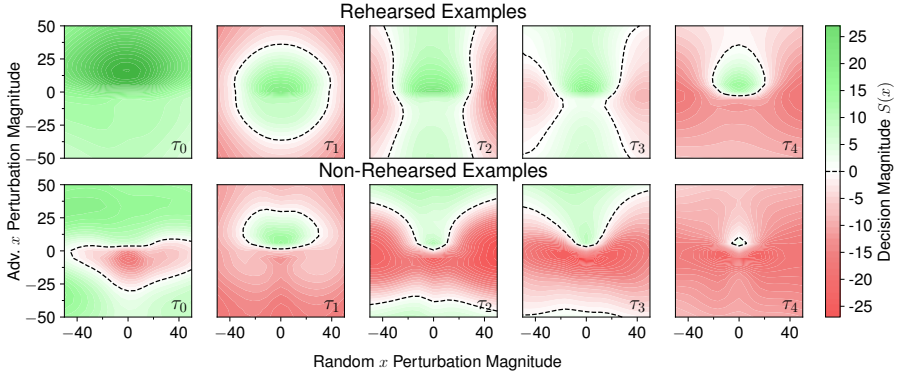 Rehearsed Examples
50
25
0
−25
−50
τ0
τ1
τ2
τ3
τ4
Non-Rehearsed Examples
50
25
0
−25
−50
τ0
τ1
τ2
τ3
τ4
−40 0 40
−40 0 40
−40 0 40
−40 0 40
−40 0 40
Adv. x Perturbation Magnitude
Random x Perturbation Magnitude
25
20
15
10
5
0
-5
-10
-15
-20
-25
Decision Magnitude S(x)